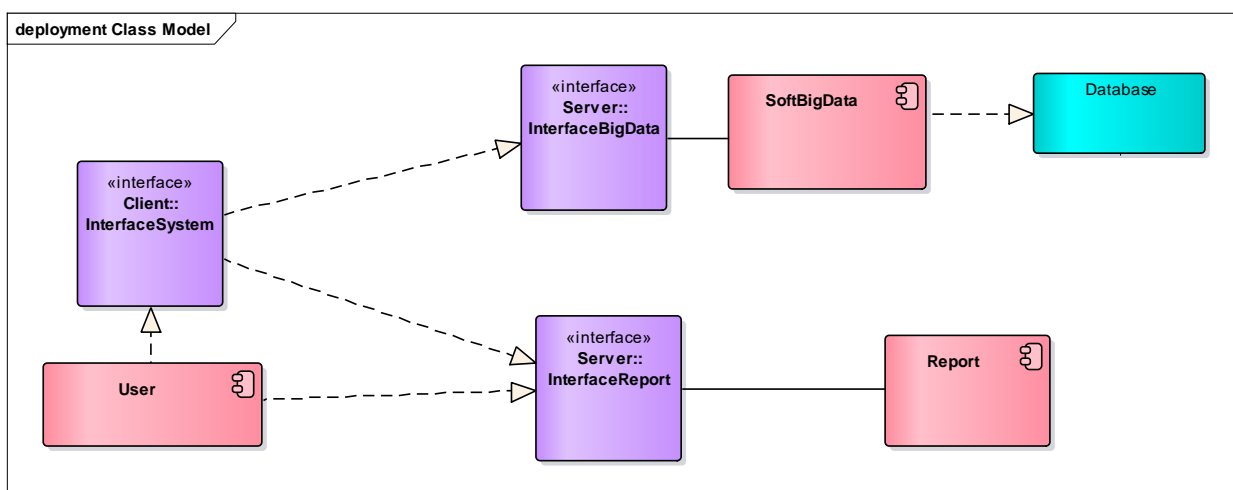 deployment Class Model
«interface»
Server::
InterfaceBigData
SoftBigData
Database
«interface»
Client::
InterfaceSystem
«interface»
Server::
InterfaceReport
Report
User